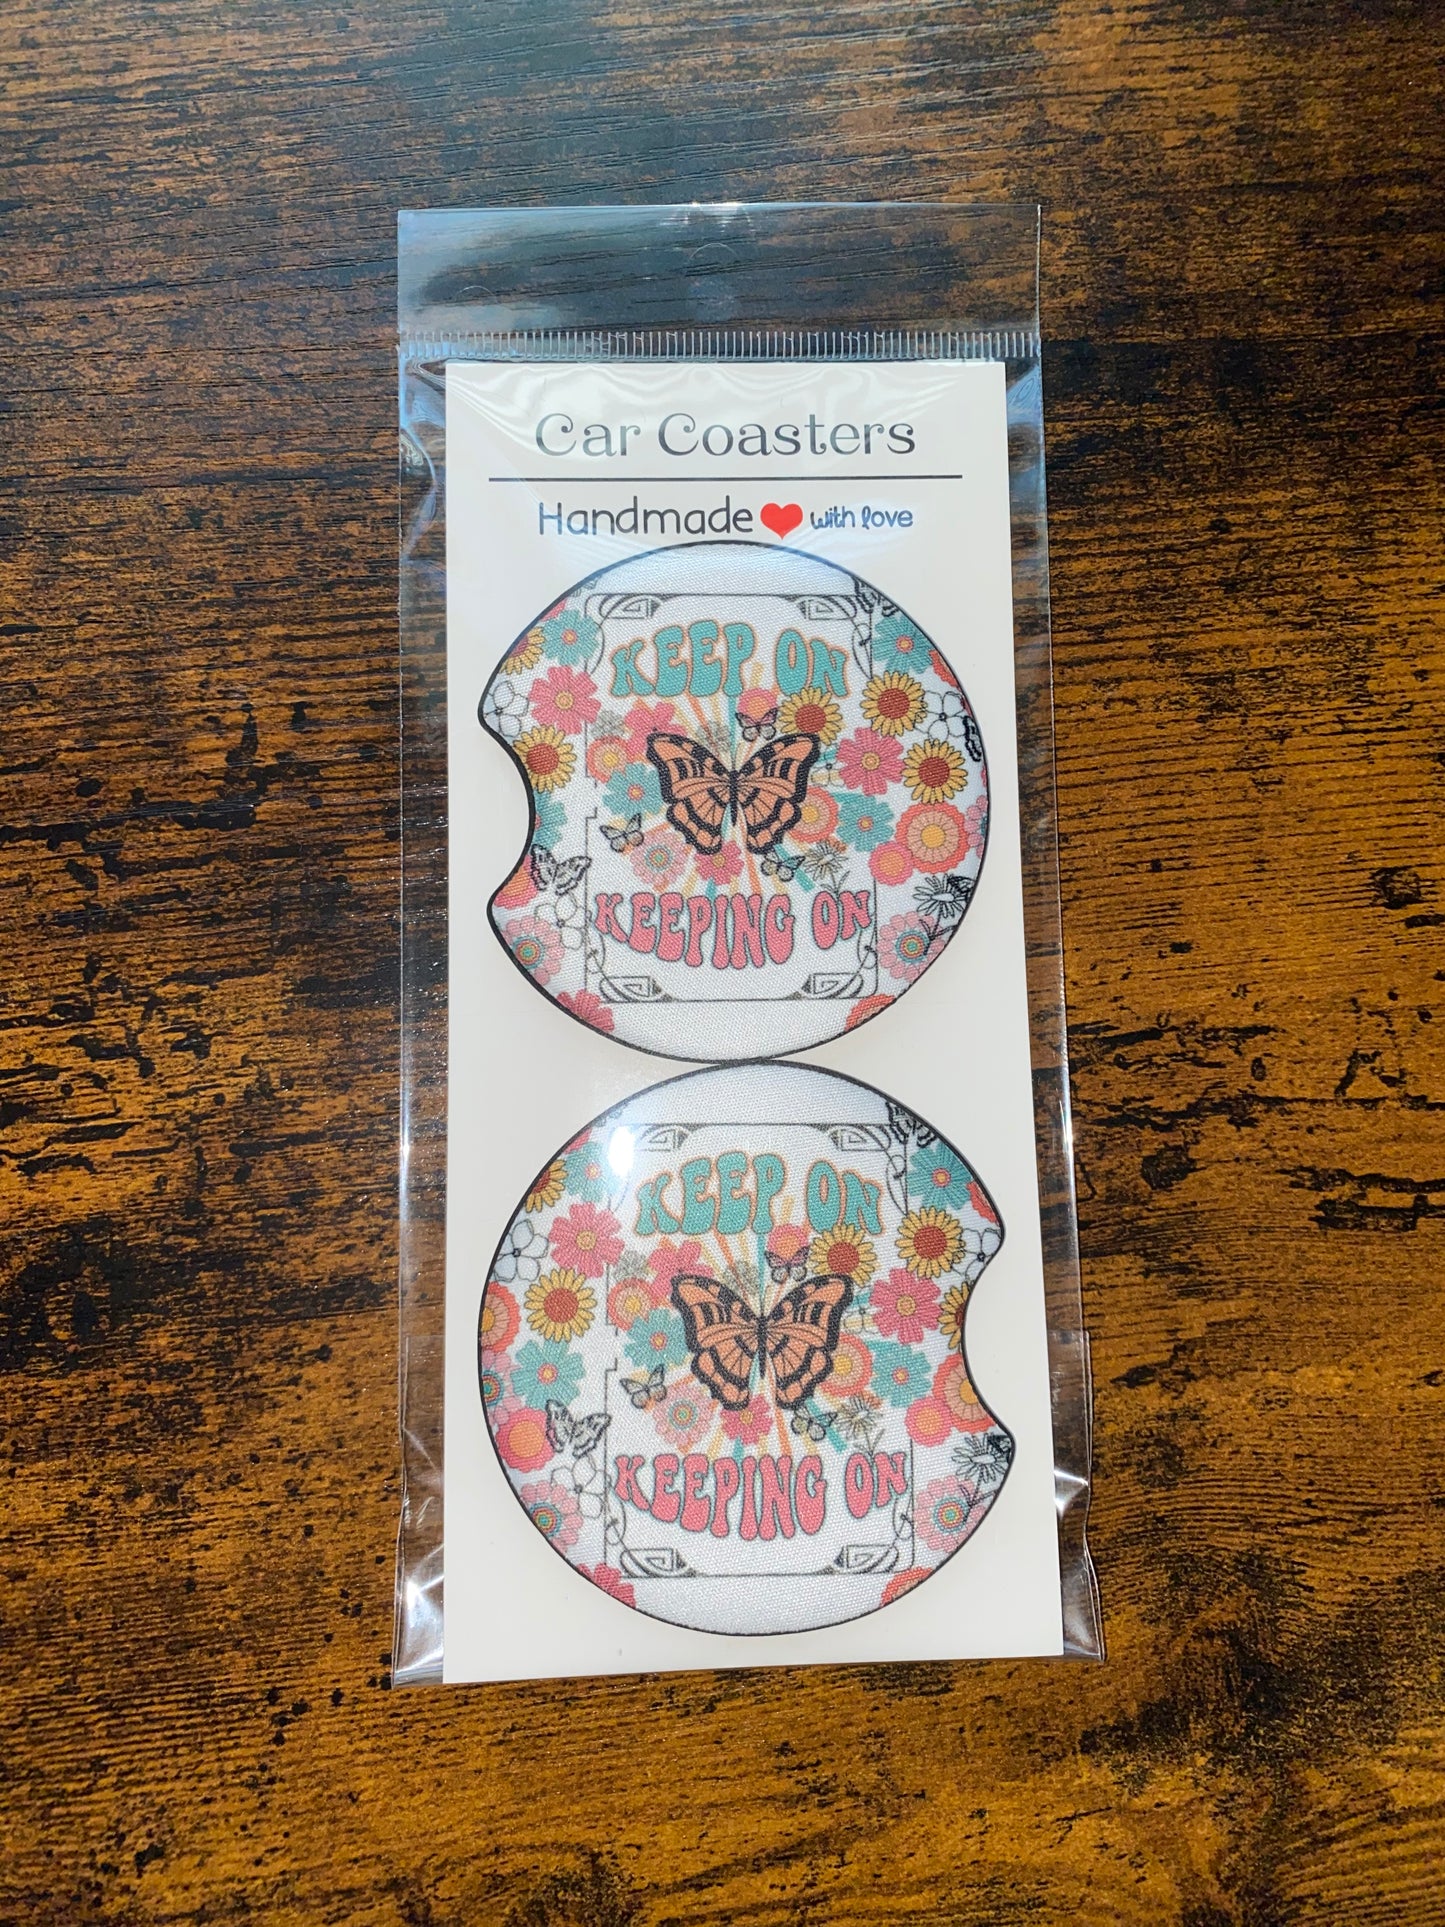 Car Coasters
Handmade with love
KEEP ON
KEEPING ON
KEEP ON
KEEPING ON